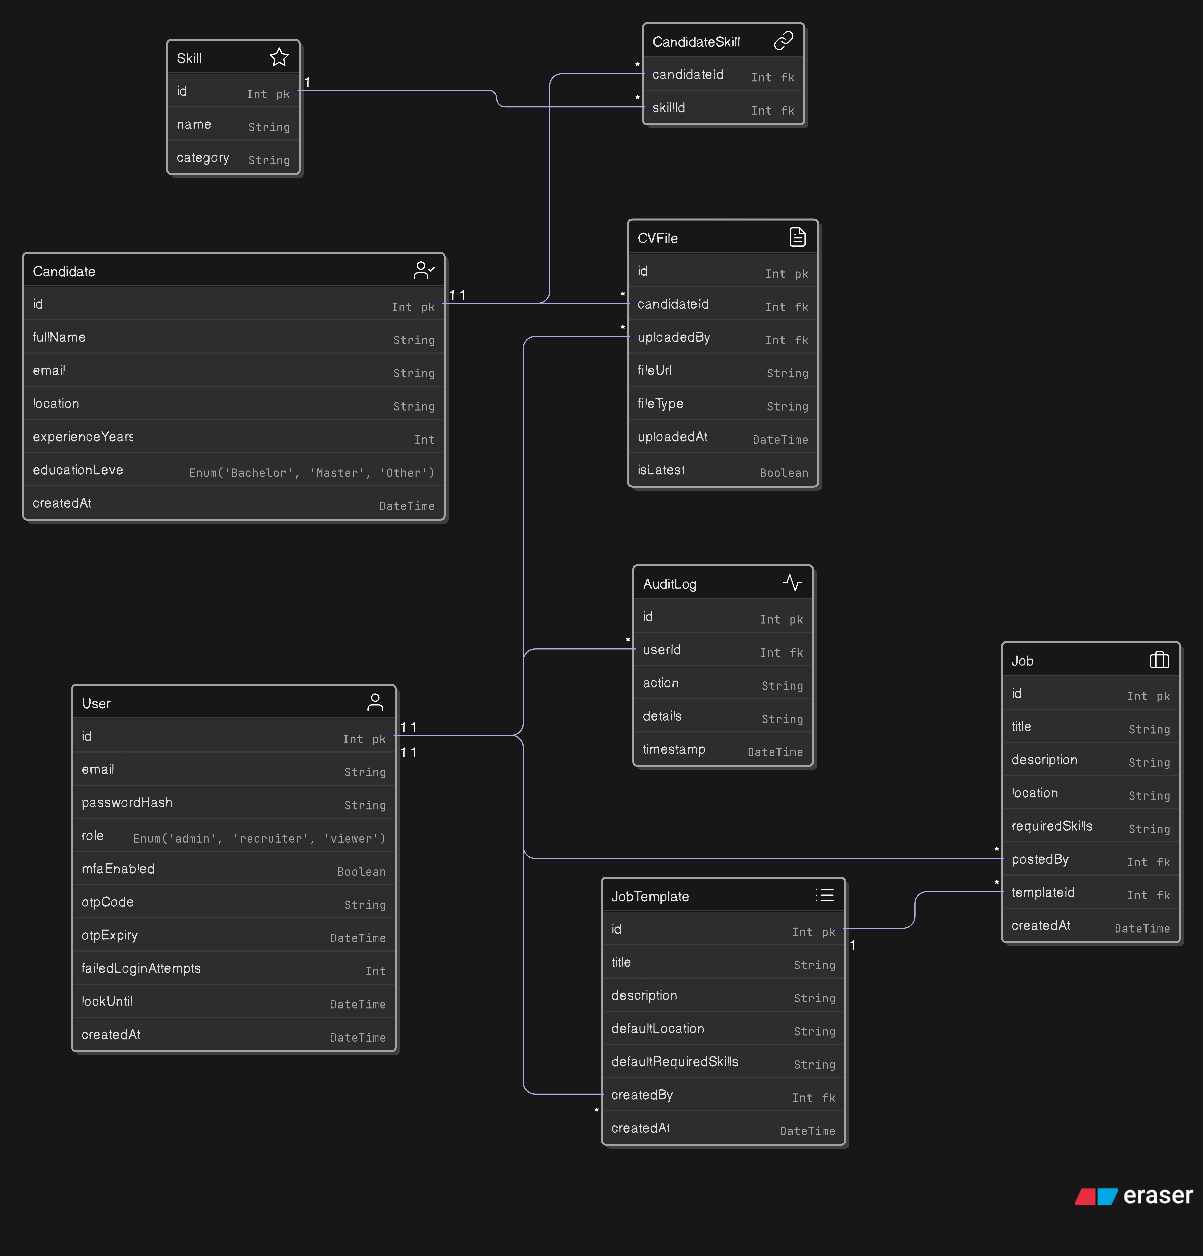 Skill
id Int pk
name String
category String
1
CandidateSkill
* candidateId Int fk
* skillId Int fk
Candidate
id Int pk
fullName String
email String
location String
experienceYears Int
educationLeve Enum('Bachelor', 'Master', 'Other')
createdAt DateTime
1 1
CVFile
id Int pk
* candidateId Int fk
* uploadedBy Int fk
fileUrl String
fileType String
uploadedAt DateTime
isLatest Boolean
AuditLog
id Int pk
* userId Int fk
action String
details String
timestamp DateTime
User
id Int pk
email String
passwordHash String
role Enum('admin', 'recruiter', 'viewer')
mfaEnabled Boolean
otpCode String
otpExpiry DateTime
failedLoginAttempts Int
lockUntil DateTime
createdAt DateTime
1 1
1 1
Job
id Int pk
title String
description String
location String
requiredSkills String
* postedBy Int fk
* templateId Int fk
createdAt DateTime
JobTemplate
id Int pk
1
title String
description String
defaultLocation String
defaultRequiredSkills String
createdBy Int fk
*
createdAt DateTime
eraser